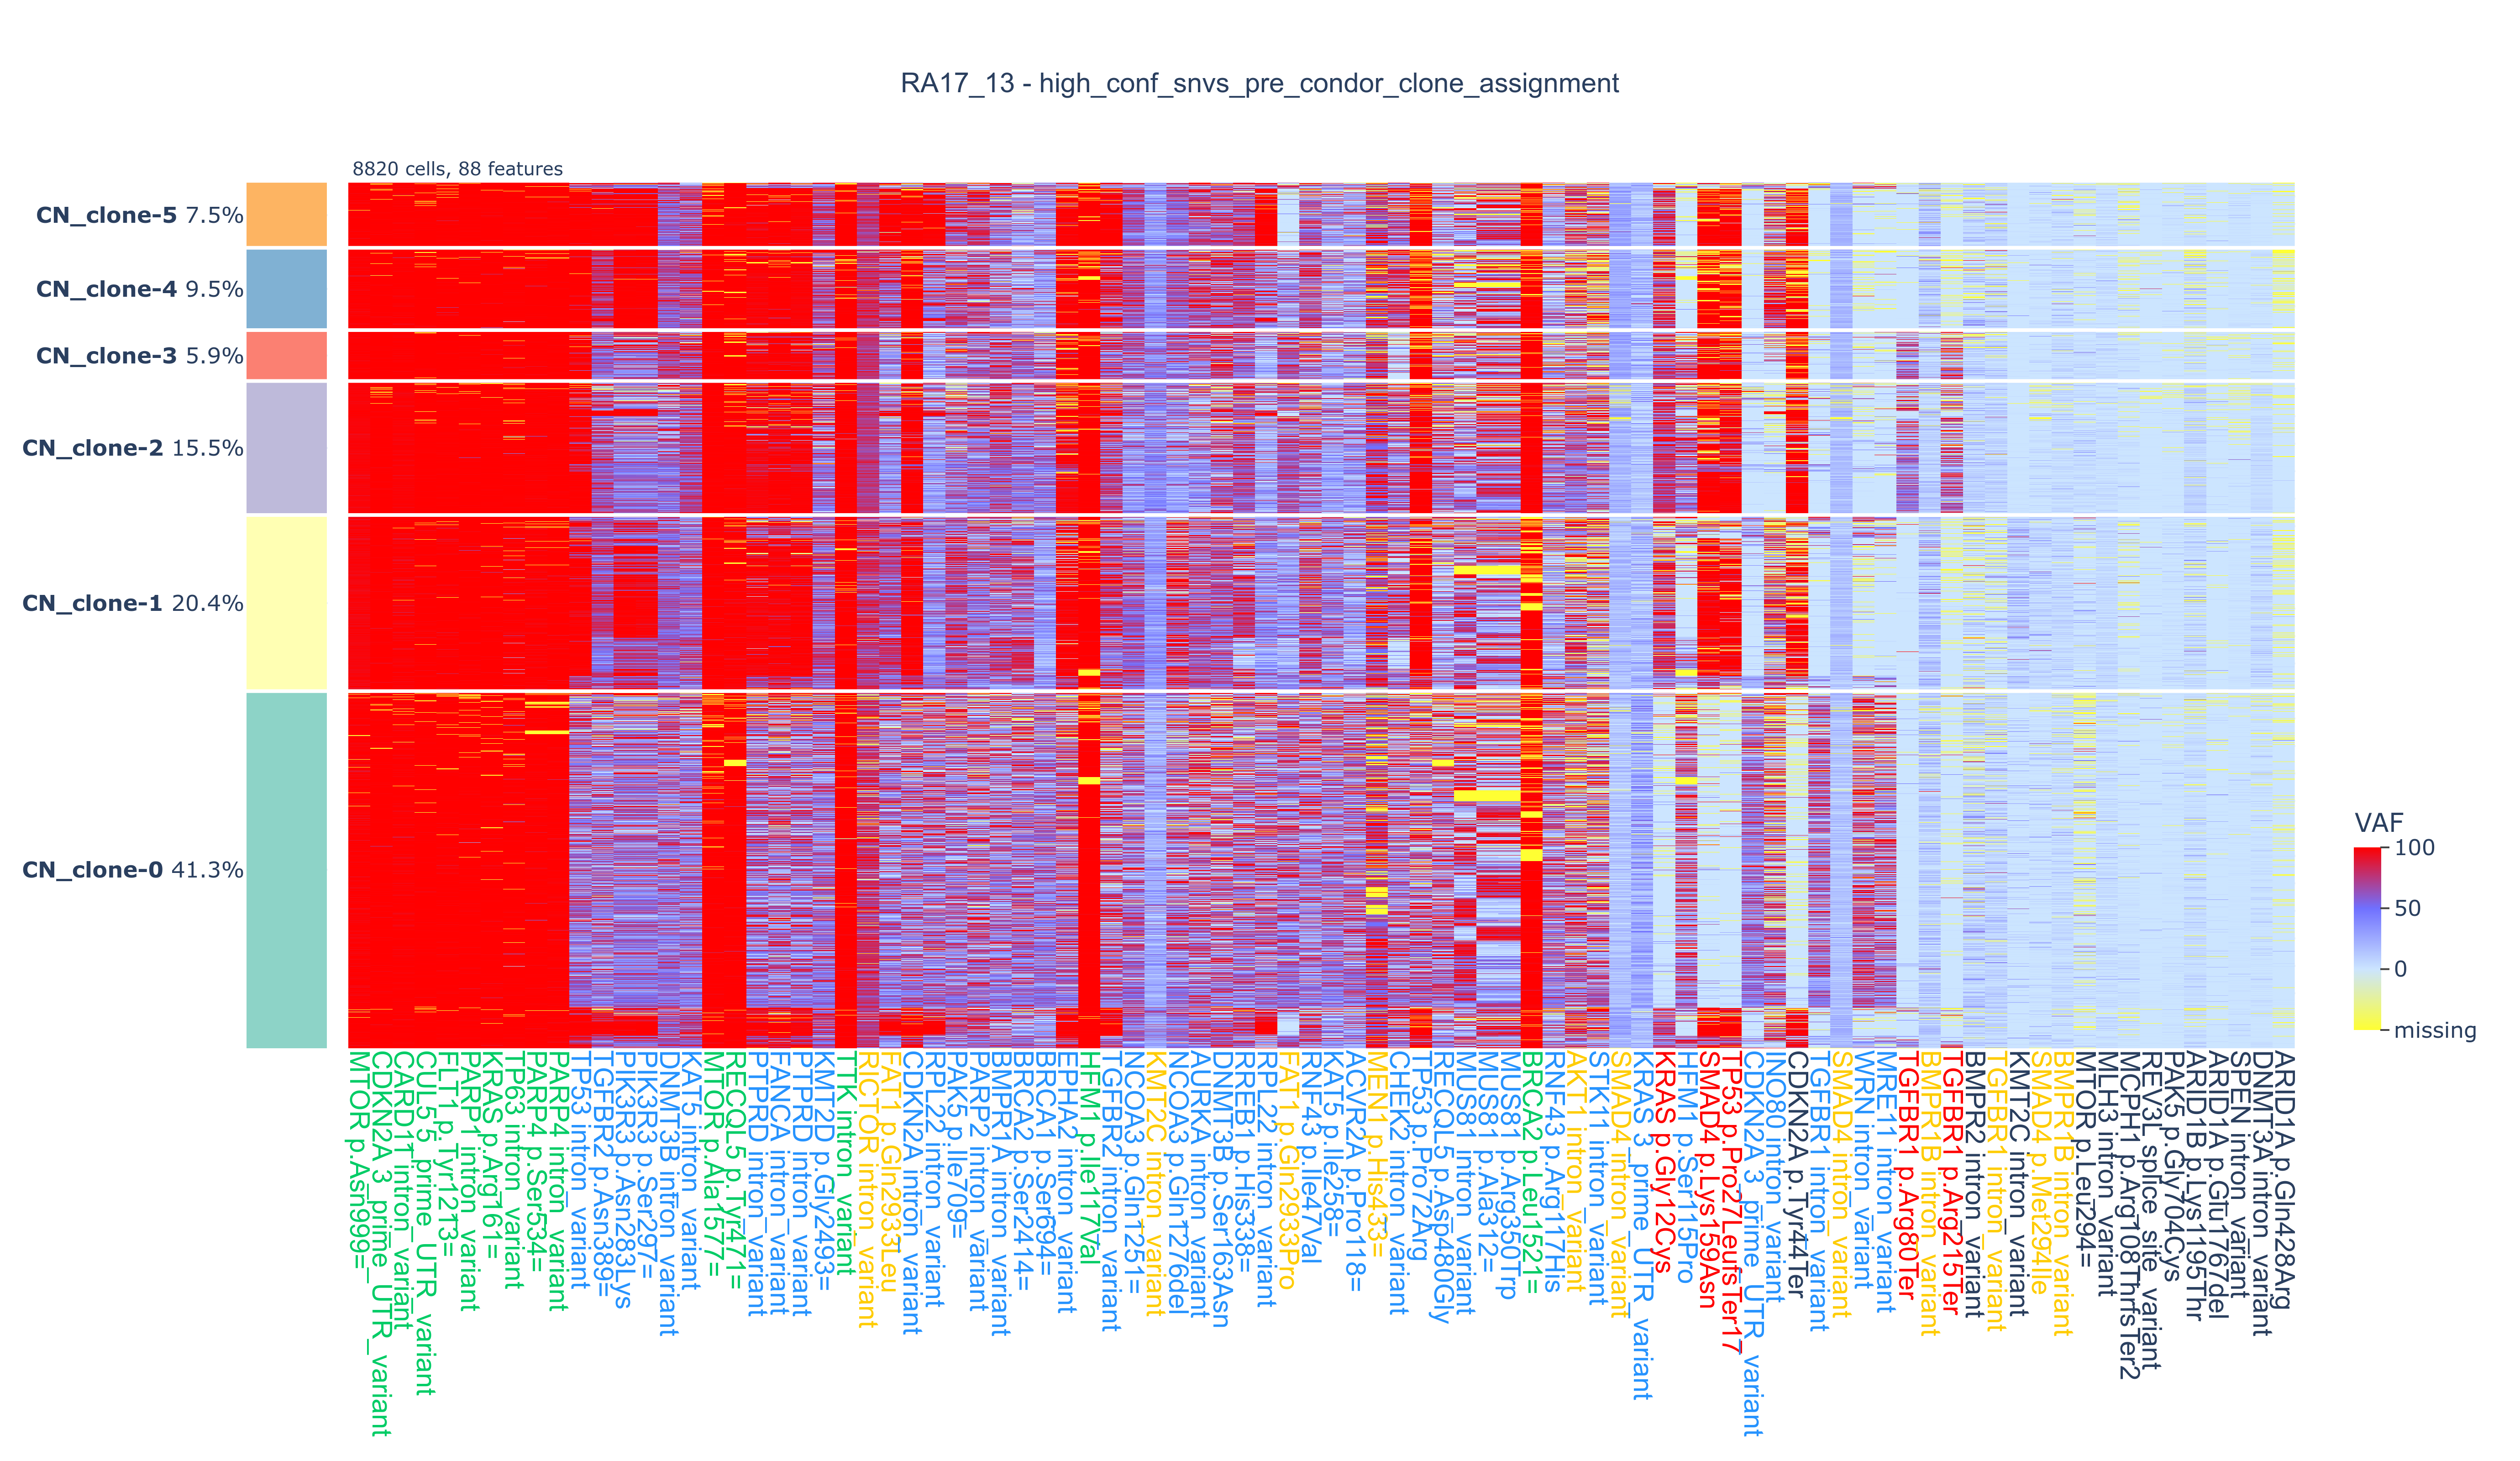 RA17_13 - high_conf_snvs_pre_condor_clone_assignment
8820 cells, 88 features
CN_clone-5 7.5%
CN_clone-4 9.5%
CN_clone-3 5.9%
CN_clone-2 15.5%
CN_clone-1 20.4%
CN_clone-0 41.3%
VAF
100
50
0
missing
MTOR p.Asn999=
CDKN2A 3_prime_UTR_variant
CARD11 intron_variant
CUL5 5_prime_UTR_variant
FLT1 p.Tyr1213=
PARP1 intron_variant
KRAS p.Arg161=
TP63 intron_variant
PARP4 p.Ser534=
PARP4 intron_variant
TP53 intron_variant
TGFBR2 p.Asn389=
PIK3R3 p.Asn283Lys
PIK3R3 p.Ser297=
DNMT3B intron_variant
KAT5 intron_variant
MTOR p.Ala1577=
RECQL5 p.Tyr471=
PTPRD intron_variant
FANCA intron_variant
PTPRD intron_variant
KMT2D p.Gly2493=
TTK intron_variant
RICTOR intron_variant
FAT1 p.Gln2933Leu
CDKN2A intron_variant
RPL22 intron_variant
PAK5 p.Ile709=
PARP2 intron_variant
BMPR1A intron_variant
BRCA2 p.Ser2414=
BRCA1 p.Ser694=
EPHA2 intron_variant
HFM1 p.Ile117Val
TGFBR2 intron_variant
NCOA3 p.Gln1251=
KMT2C intron_variant
NCOA3 p.Gln1276del
AURKA intron_variant
DNMT3B p.Ser163Asn
RREB1 p.His338=
RPL22 intron_variant
FAT1 p.Gln2933Pro
RNF43 p.Ile47Val
KAT5 p.Ile258=
ACVR2A p.Pro118=
MEN1 p.His433=
CHEK2 intron_variant
TP53 p.Pro72Arg
RECQL5 p.Asp480Gly
MUS81 intron_variant
MUS81 p.Ala312=
MUS81 p.Arg350Trp
BRCA2 p.Leu1521=
RNF43 p.Arg117His
AKT1 intron_variant
STK11 intron_variant
SMAD4 intron_variant
KRAS 3_prime_UTR_variant
KRAS p.Gly12Cys
HFM1 p.Ser115Pro
SMAD4 p.Lys159Asn
TP53 p.Pro27LeufsTer17
CDKN2A 3_prime_UTR_variant
INO80 intron_variant
CDKN2A p.Tyr44Ter
TGFBR1 intron_variant
SMAD4 intron_variant
WRN intron_variant
MRE11 intron_variant
TGFBR1 p.Arg80Ter
BMPR1B intron_variant
TGFBR1 p.Arg215Ter
BMPR2 intron_variant
TGFBR1 intron_variant
KMT2C intron_variant
SMAD4 p.Met294Ile
BMPR1B intron_variant
MTOR p.Leu294=
MLH3 intron_variant
MCPH1 p.Arg108ThrfsTer2
REV3L splice_site_variant
PAK5 p.Gly704Cys
ARID1B p.Lys1195Thr
ARID1A p.Glu1767del
SPEN intron_variant
DNMT3A intron_variant
ARID1A p.Gln428Arg